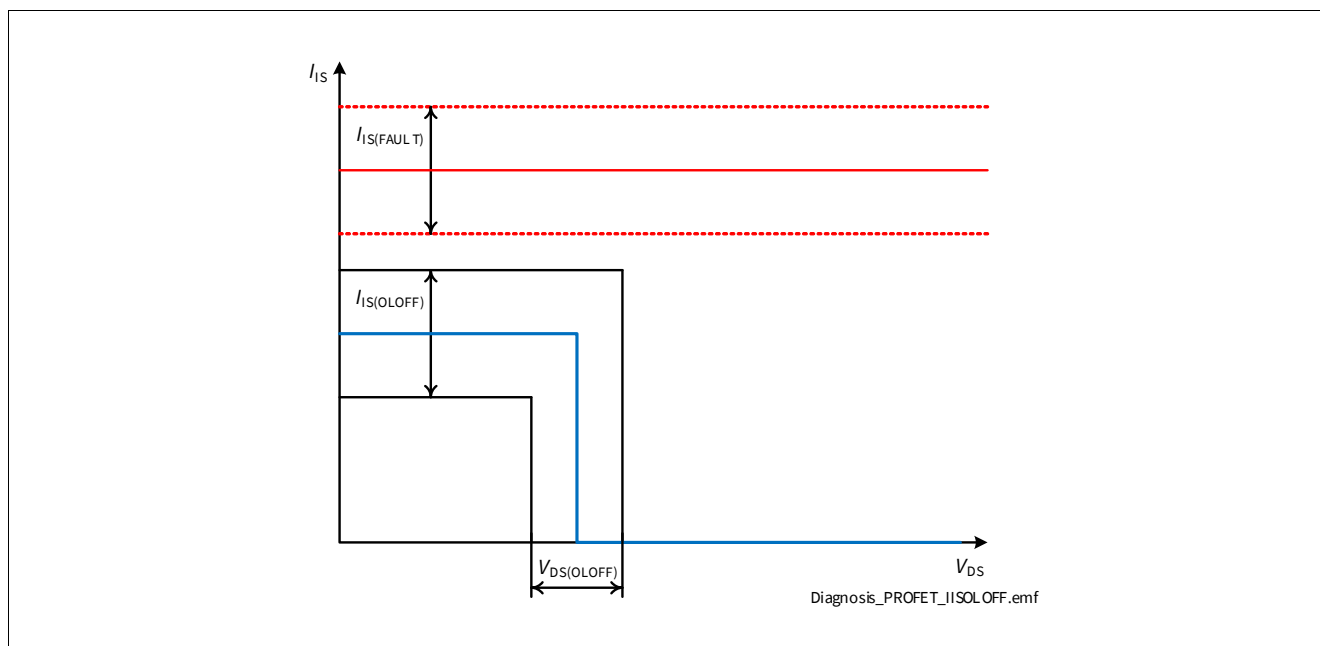 IIS
IIS(FAULT)
IIS(OLOFF)
VDS(OLOFF)
VDS
Diagnosis_PROFET_IISOLOFF.emf